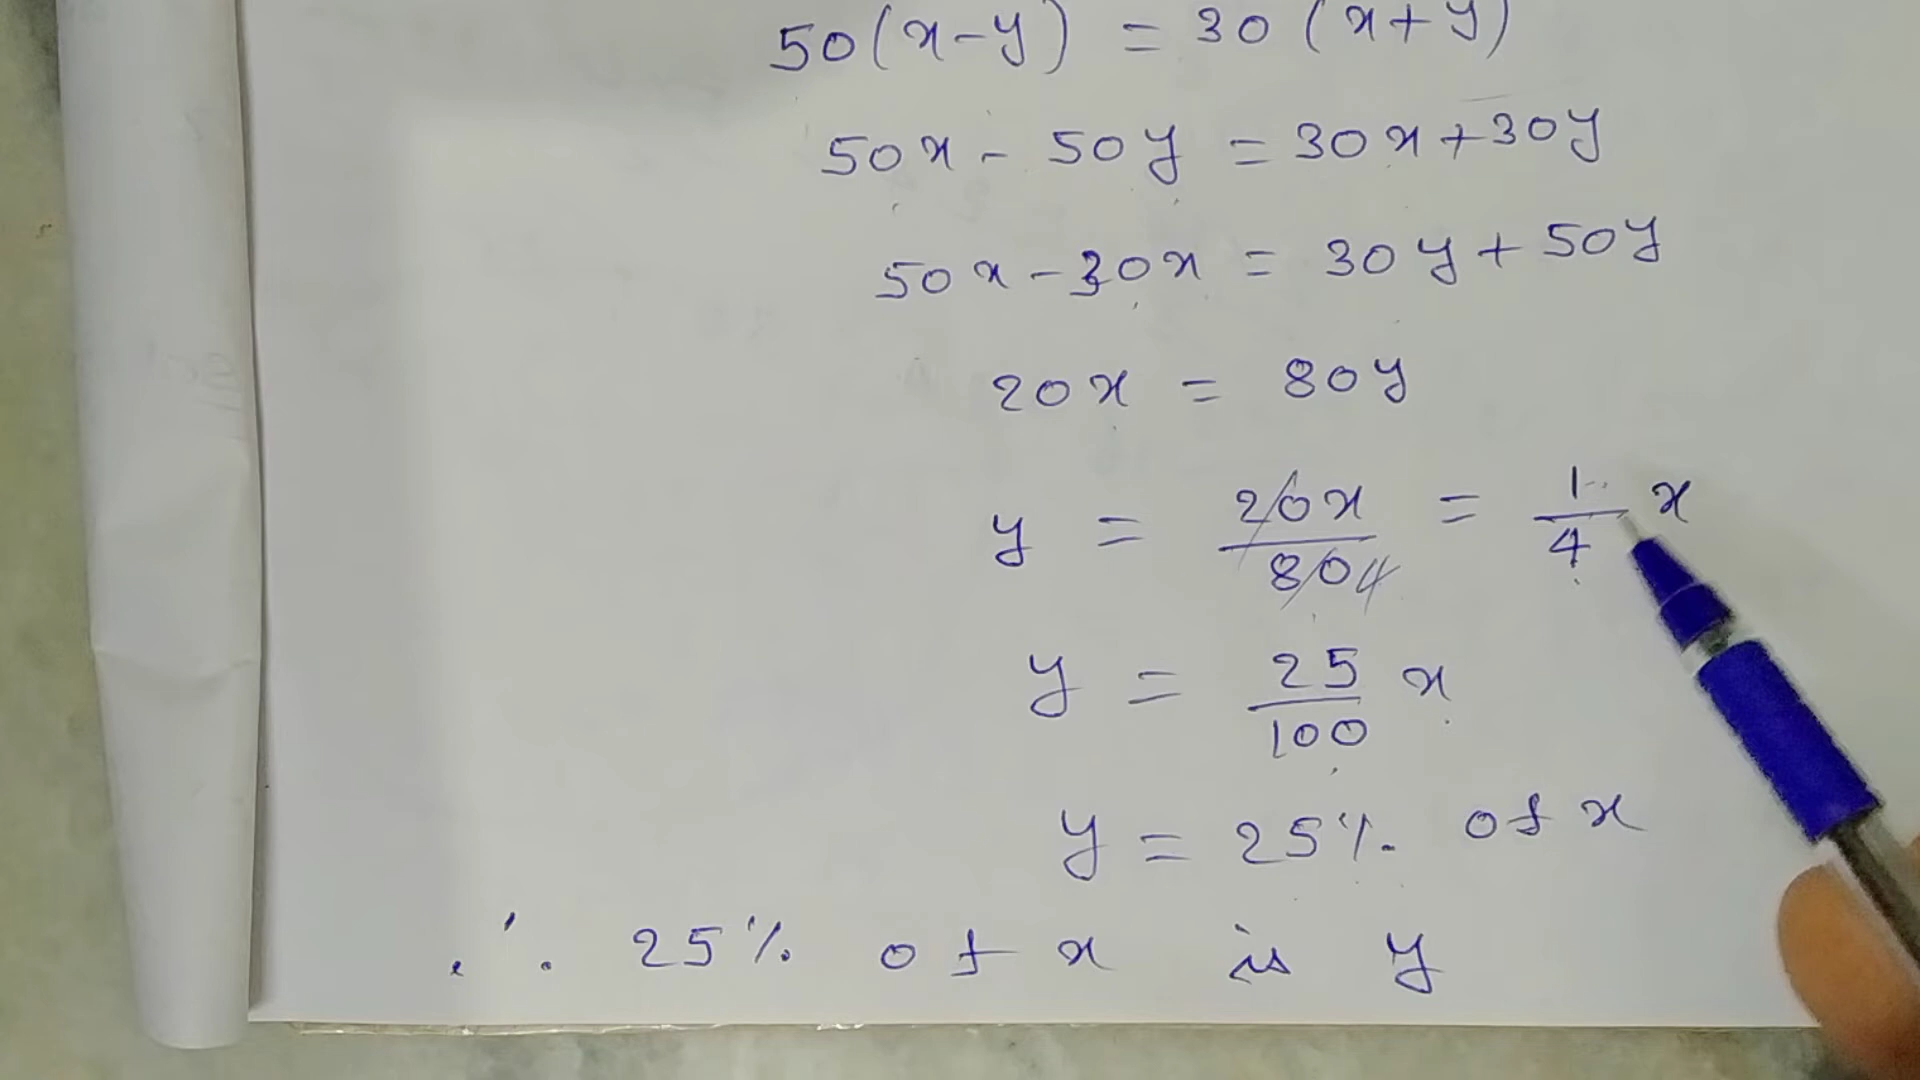 50(x-y) = 30(x+y)
50x - 50y = 30x+30y
50x-30x = 30y+50y
20x = 80y
y = 20x/80 4 = 1/4 x
y = 25/100 x
y = 25% of x
∴ 25% of x is y